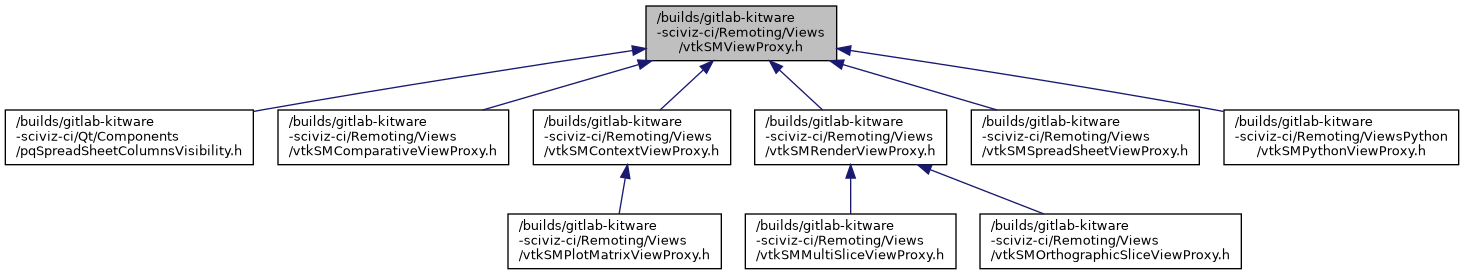 /builds/gitlab-kitware
-sciviz-ci/Remoting/Views
/vtkSMViewProxy.h
/builds/gitlab-kitware
-sciviz-ci/Qt/Components
/pqSpreadSheetColumnsVisibility.h
/builds/gitlab-kitware
-sciviz-ci/Remoting/Views
/vtkSMComparativeViewProxy.h
/builds/gitlab-kitware
-sciviz-ci/Remoting/Views
/vtkSMContextViewProxy.h
/builds/gitlab-kitware
-sciviz-ci/Remoting/Views
/vtkSMRenderViewProxy.h
/builds/gitlab-kitware
-sciviz-ci/Remoting/Views
/vtkSMSpreadSheetViewProxy.h
/builds/gitlab-kitware
-sciviz-ci/Remoting/ViewsPython
/vtkSMPythonViewProxy.h
/builds/gitlab-kitware
-sciviz-ci/Remoting/Views
/vtkSMPlotMatrixViewProxy.h
/builds/gitlab-kitware
-sciviz-ci/Remoting/Views
/vtkSMMultiSliceViewProxy.h
/builds/gitlab-kitware
-sciviz-ci/Remoting/Views
/vtkSMOrthographicSliceViewProxy.h